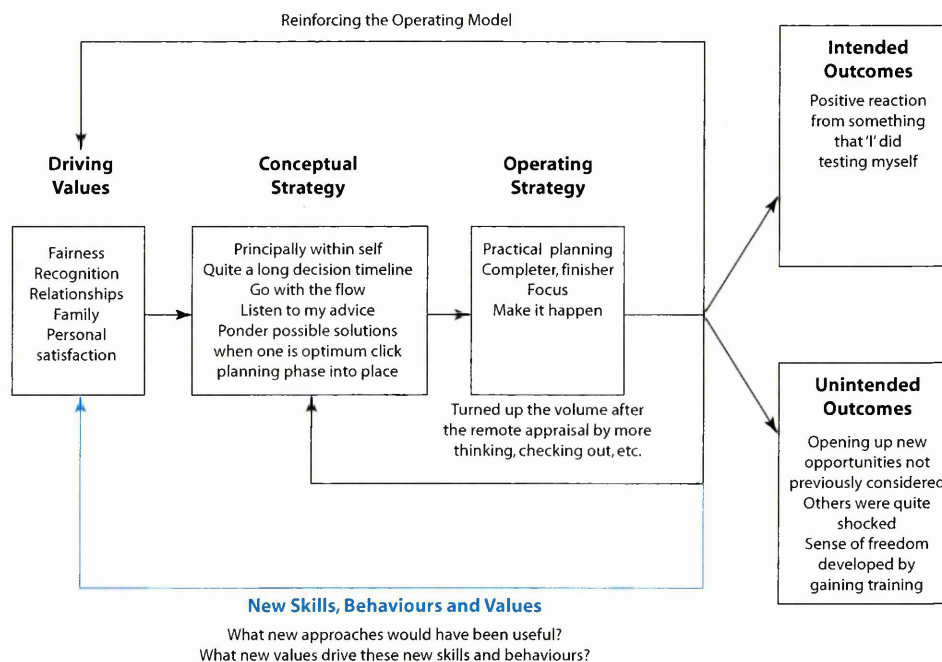 Reinforcing the Operating Model
Driving
Values
Fairness
Recognition
Relationships
Family
Personal
satisfaction
Conceptual
Strategy
Principally within self
Quite a long decision timeline
Go with the flow
Listen to my advice
Ponder possible solutions
when one is optimum click
planning phase into place
Operating
Strategy
Practical planning
Completer, finisher
Focus
Make it happen
Turned up the volume after
the remote appraisal by more
thinking, checking out, etc.
Intended
Outcomes
Positive reaction
from something
that 'I' did
testing myself
Unintended
Outcomes
Opening up new
opportunities not
previously considered
Others were quite
shocked
Sense of freedom
developed by
gaining training
New Skills, Behaviours and Values
What new approaches would have been useful?
What new values drive these new skills and behaviours?